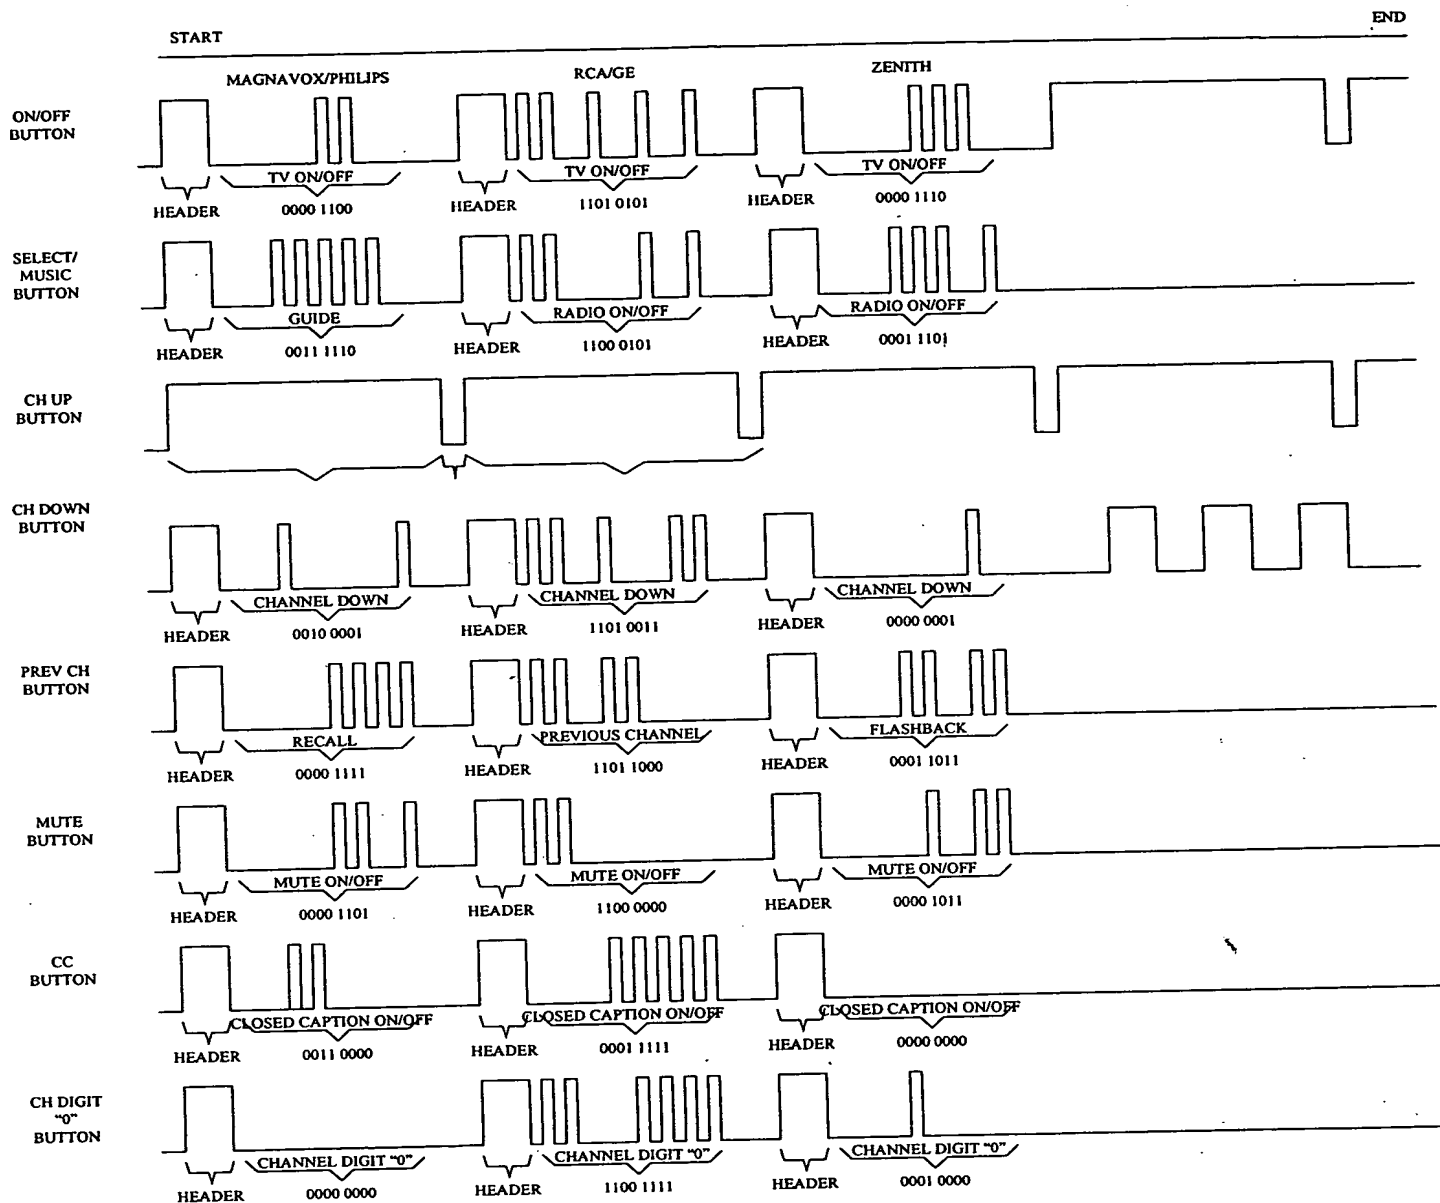 START
END
MAGNAVOX/PHILIPS
RCA/GE
ZENITH
ON/OFF
BUTTON
TV ON/OFF
TV ON/OFF
TV ON/OFF
HEADER
0000 1100
HEADER
1101 0101
HEADER
0000 1110
SELECT/
MUSIC
BUTTON
GUIDE
RADIO ON/OFF
RADIO ON/OFF
HEADER
0011 1110
HEADER
1100 0101
HEADER
0001 1101
CH UP
BUTTON
CH DOWN
BUTTON
CHANNEL DOWN
CHANNEL DOWN
CHANNEL DOWN
HEADER
0010 0001
HEADER
1101 0011
HEADER
0000 0001
PREV CH
BUTTON
RECALL
PREVIOUS CHANNEL
FLASHBACK
HEADER
0000 1111
HEADER
1101 1000
HEADER
0001 1011
MUTE
BUTTON
MUTE ON/OFF
MUTE ON/OFF
MUTE ON/OFF
HEADER
0000 1101
HEADER
1100 0000
HEADER
0000 1011
CC
BUTTON
CLOSED CAPTION ON/OFF
CLOSED CAPTION ON/OFF
CLOSED CAPTION ON/OFF
HEADER
0011 0000
HEADER
0001 1111
HEADER
0000 0000
CH DIGIT
"0"
BUTTON
CHANNEL DIGIT "0"
CHANNEL DIGIT "0"
CHANNEL DIGIT "0"
HEADER
0000 0000
HEADER
1100 1111
HEADER
0001 0000